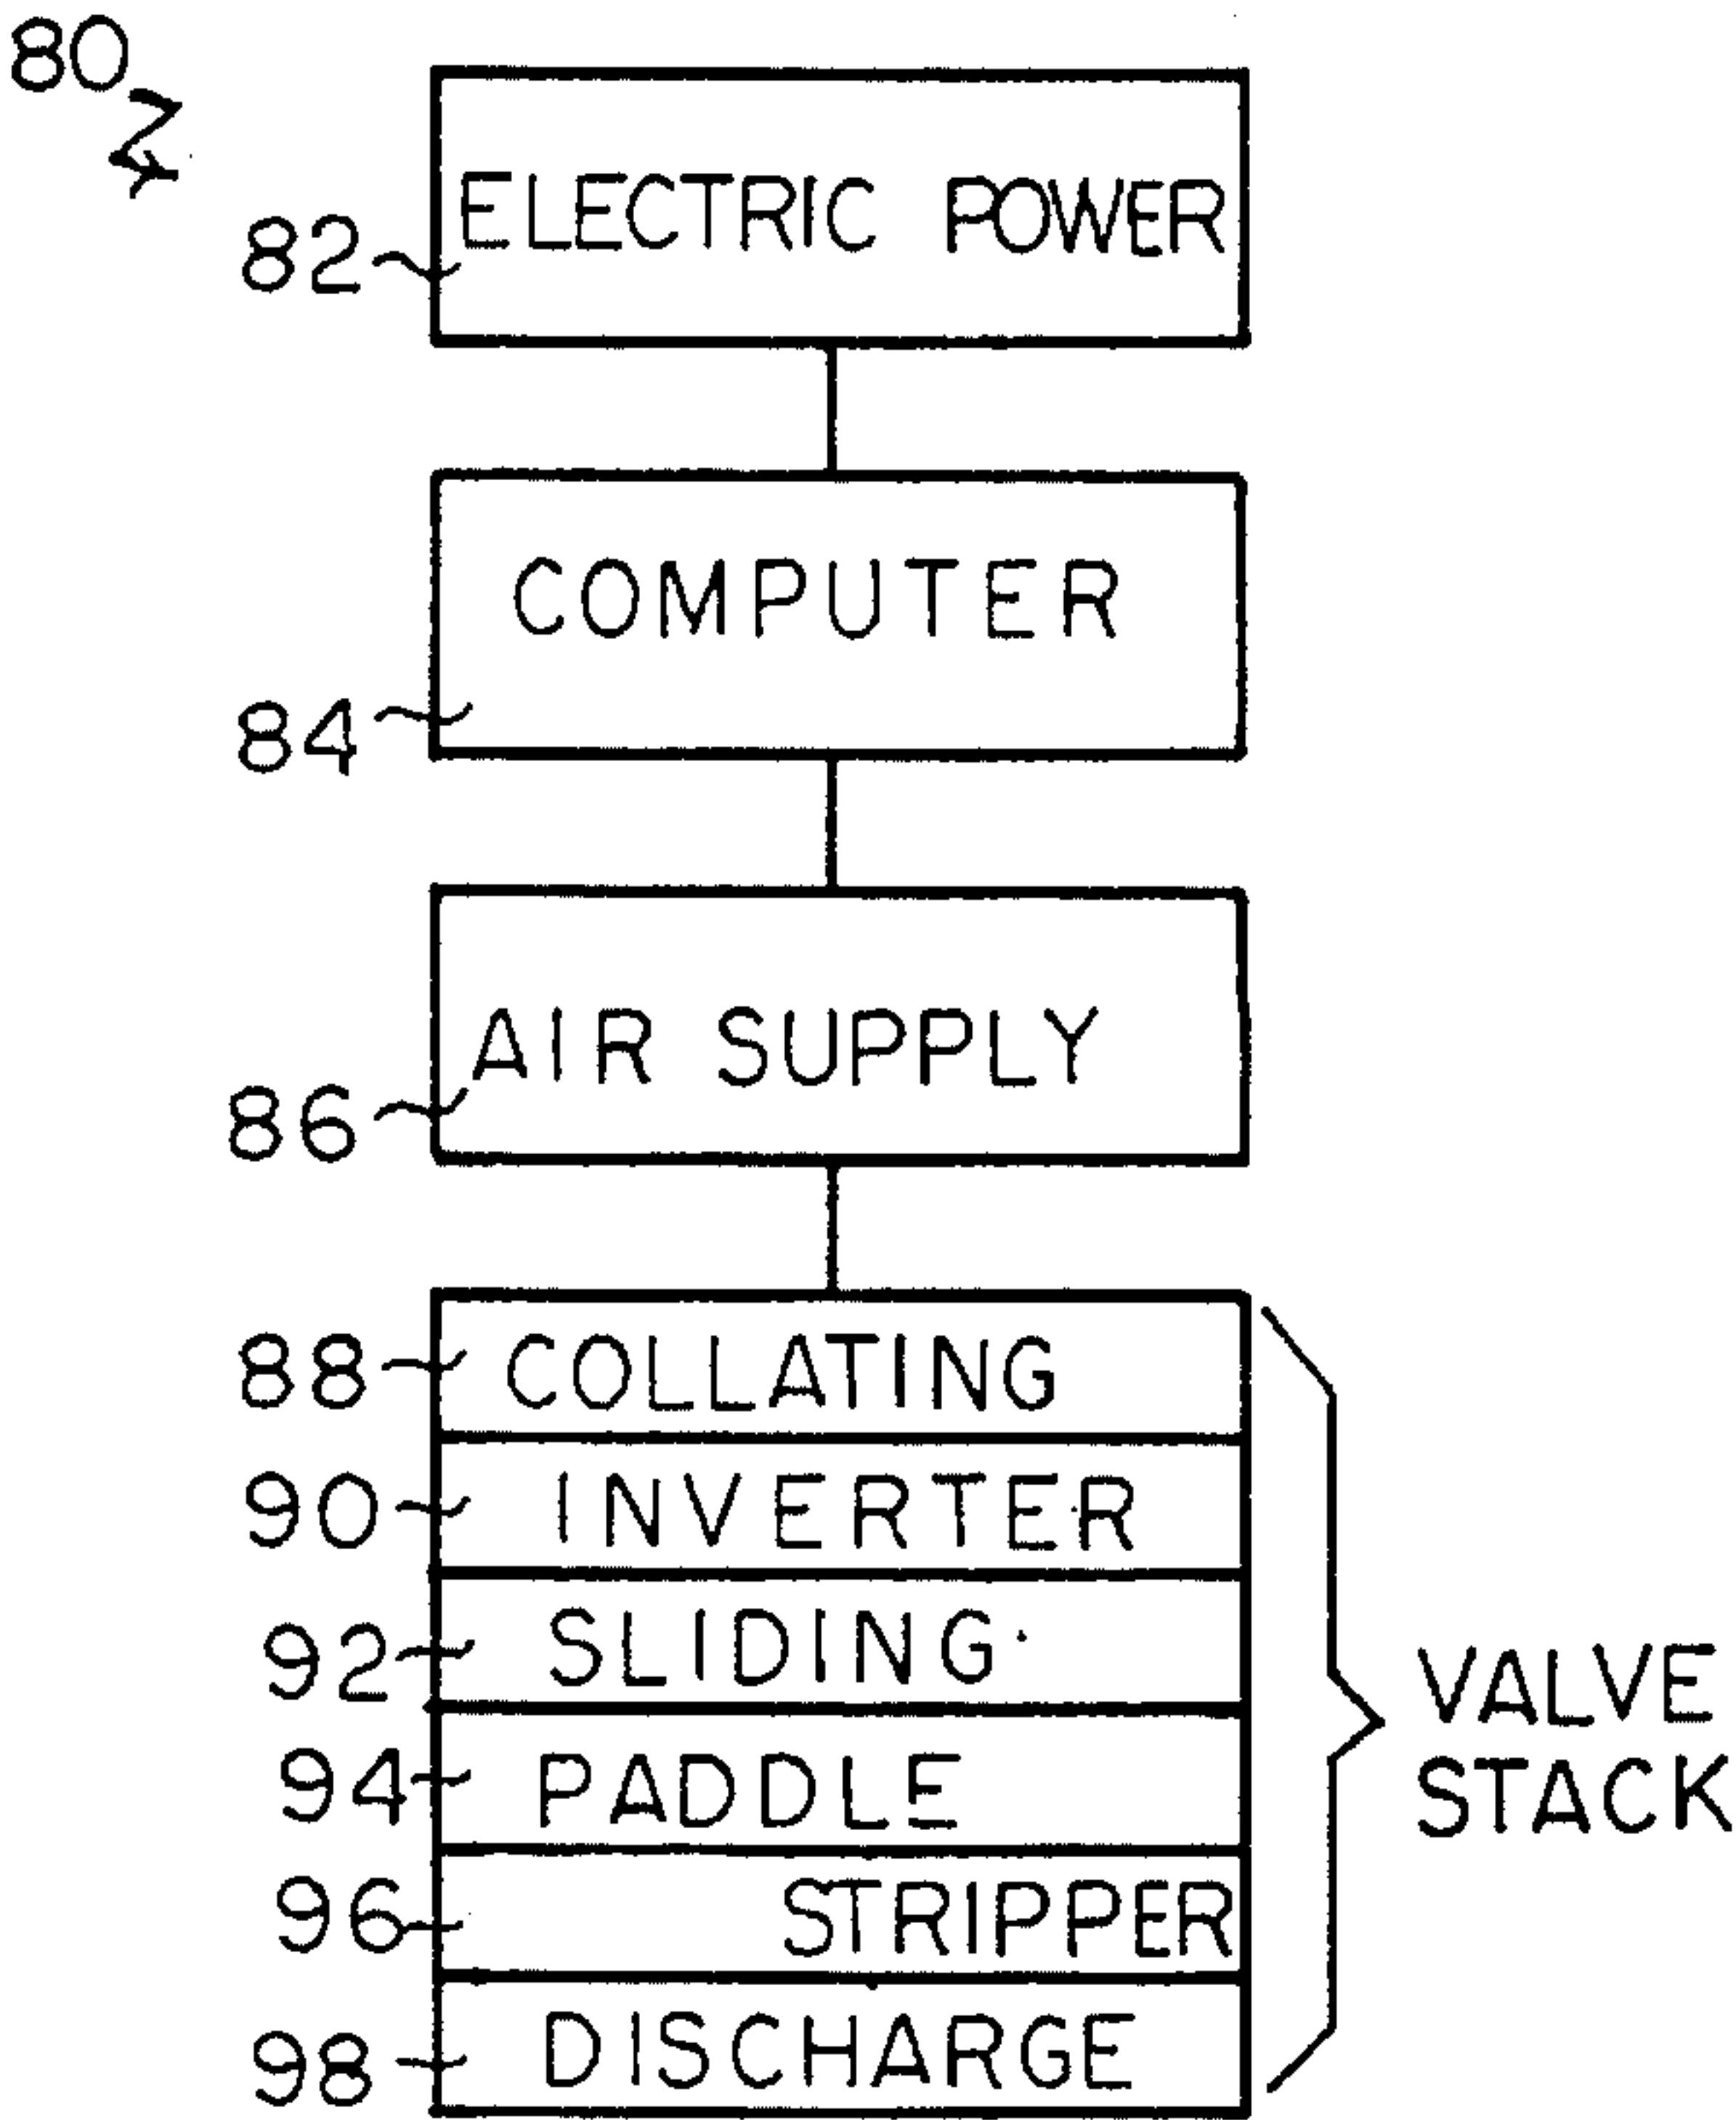 80
ELECTRIC POWER
82
COMPUTER
84
AIR SUPPLY
86
88 COLLATING
90 INVERTER
92 SLIDING
94 PADDLE
96 STRIPPER
98 DISCHARGE
VALVE
STACK